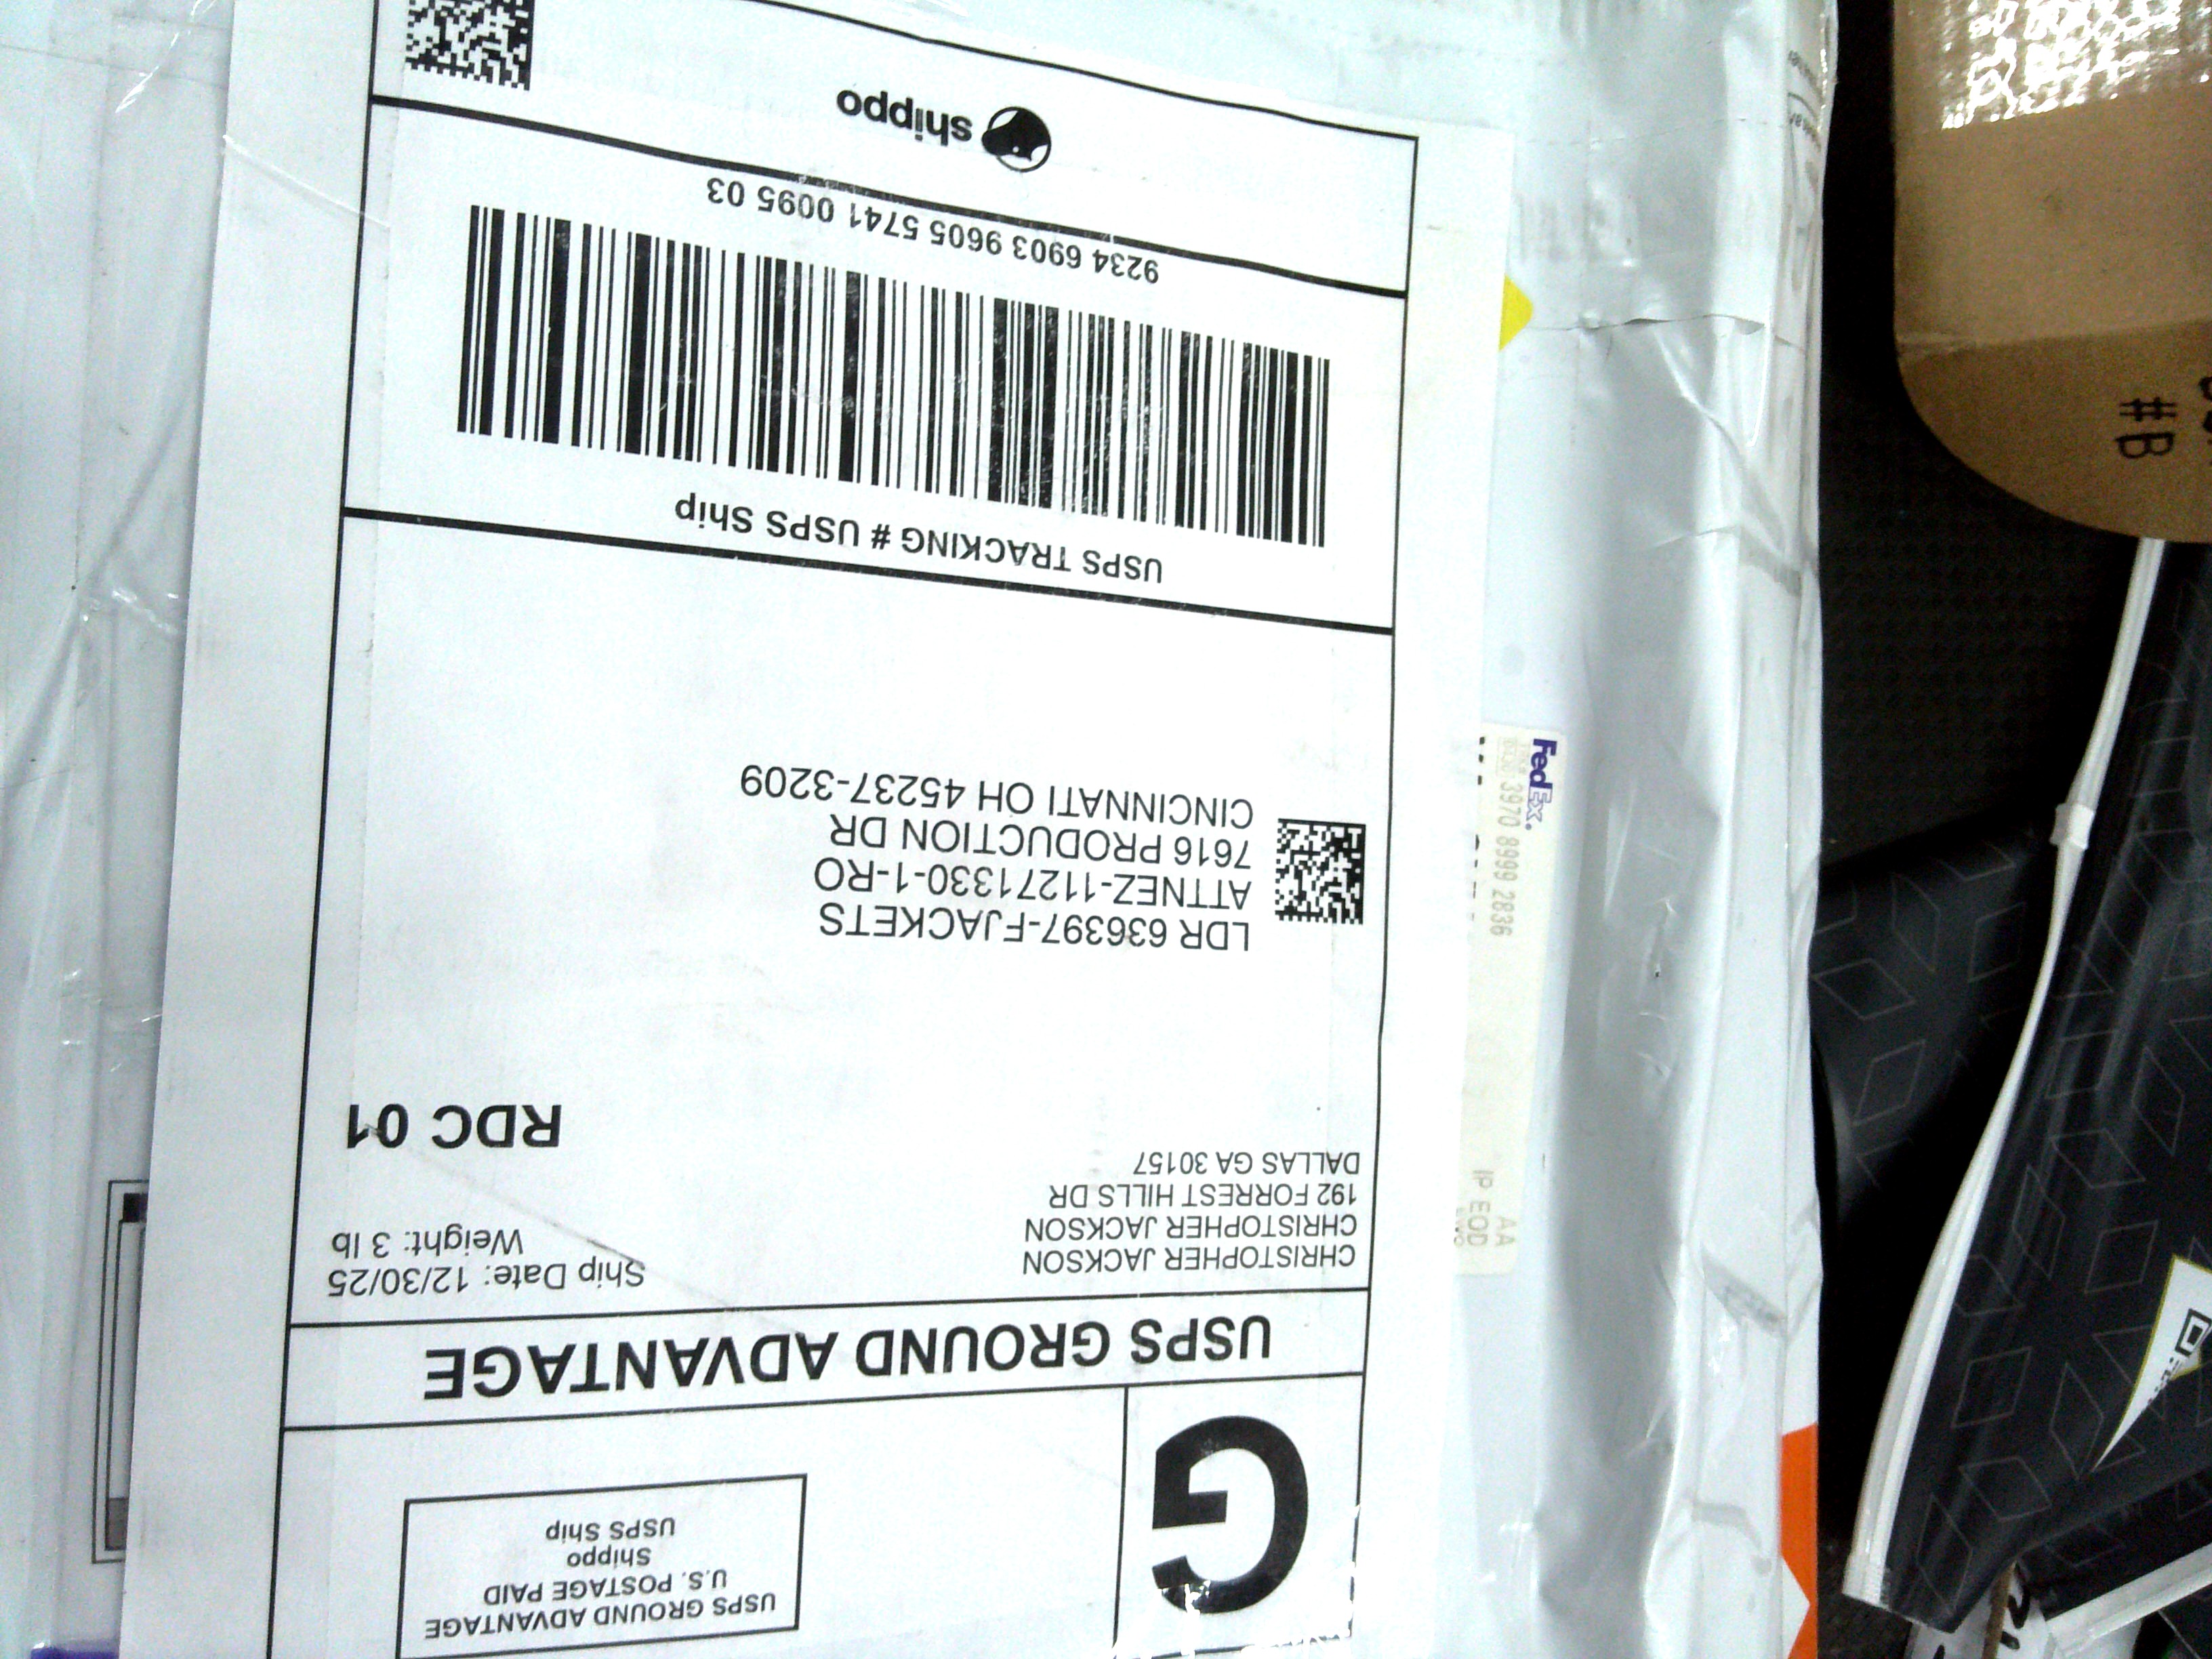 USPS GROUND ADVANTAGE
U.S. POSTAGE PAID
Shippo
USPS Ship
G
USPS GROUND ADVANTAGE
CHRISTOPHER JACKSON
CHRISTOPHER JACKSON
192 FORREST HILLS DR
DALLAS GA 30157
Ship Date: 12/30/25
Weight: 3 lb
RDC 01
LDR 636397-FJACKETS
ATTNEZ-11271330-1-RO
7616 PRODUCTION DR
CINCINNATI OH 45237-3209
USPS TRACKING # USPS Ship
9234 6903 9605 5741 0095 03
shippo
FedEx.
3970 8999 2836
AA
IP EOD
#B